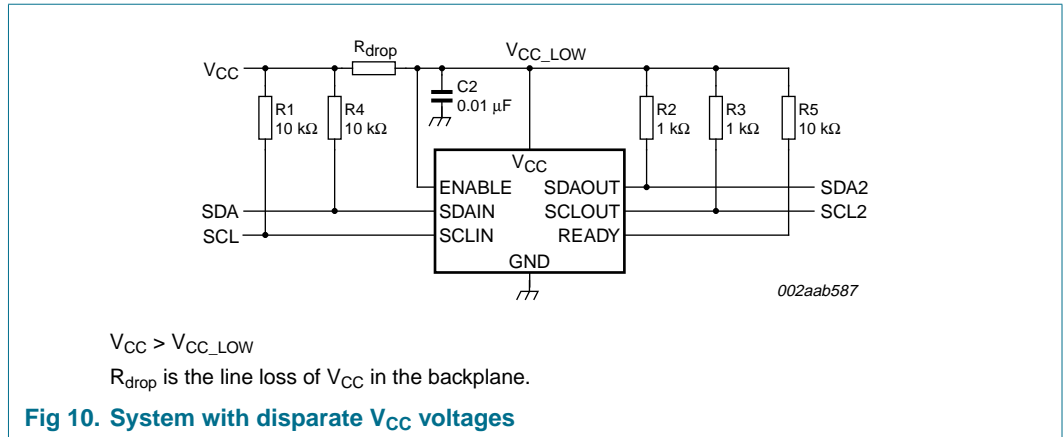 Rdrop
VCC
VCC_LOW
C2
0.01 μF
R1
10 kΩ
R4
10 kΩ
R2
1 kΩ
R3
1 kΩ
R5
10 kΩ
VCC
ENABLE
SDAOUT
SDA2
SDA
SDAIN
SCLOUT
SCL2
SCL
SCLIN
READY
GND
002aab587
VCC > VCC_LOW
Rdrop is the line loss of VCC in the backplane.
Fig 10. System with disparate VCC voltages